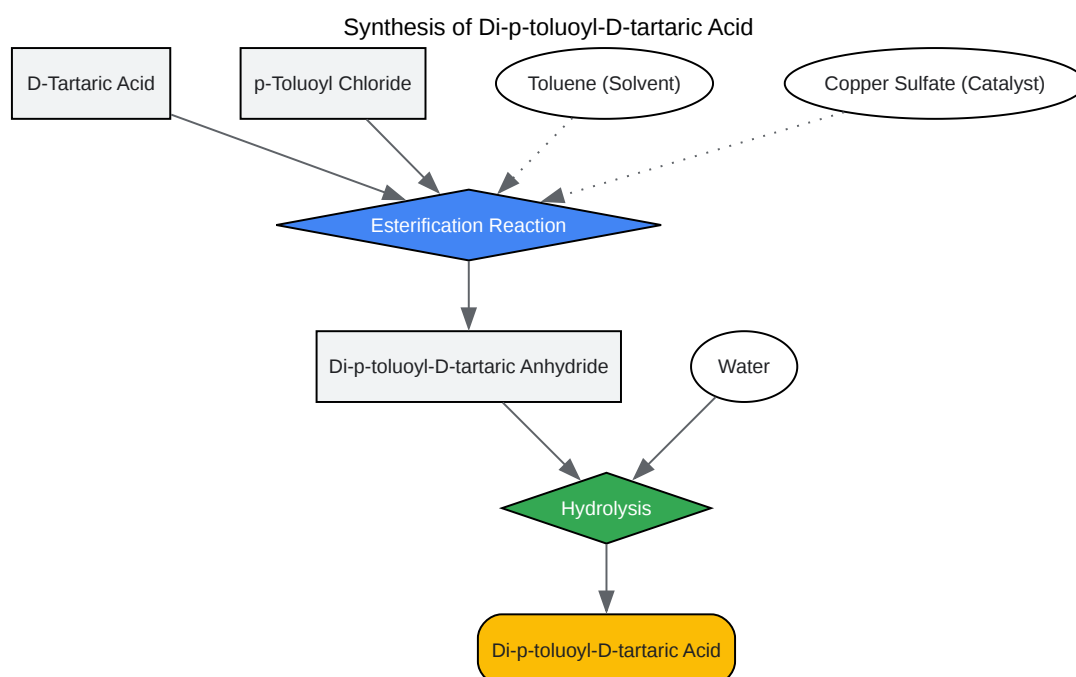 Synthesis of Di-p-toluoyl-D-tartaric Acid
D-Tartaric Acid
p-Toluoyl Chloride
Toluene (Solvent)
Copper Sulfate (Catalyst)
Esterification Reaction
Di-p-toluoyl-D-tartaric Anhydride
Water
Hydrolysis
Di-p-toluoyl-D-tartaric Acid